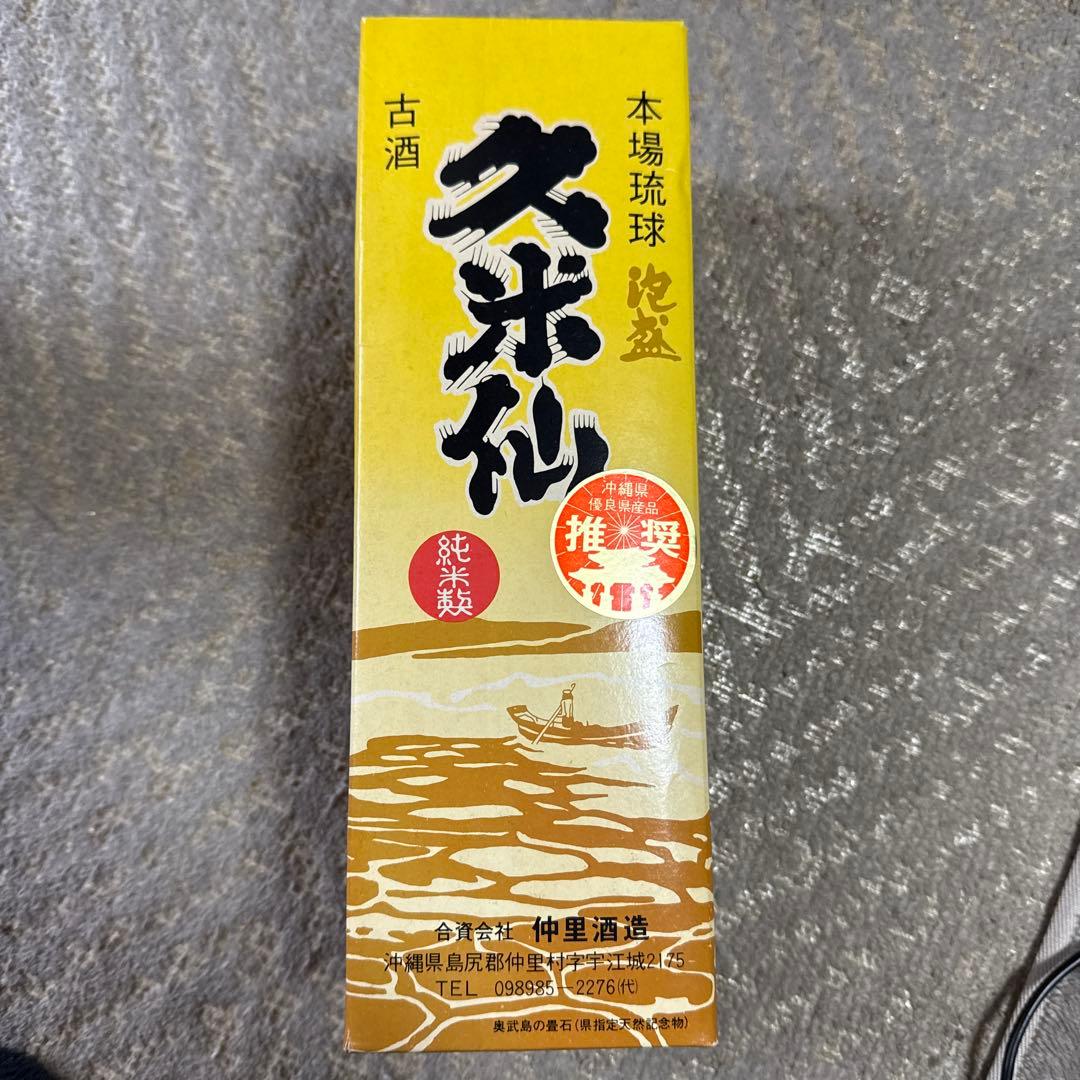 本場琉球
泡盛
久米仙
古酒
沖縄県
優良県産品
推奨
純米製
合資会社 仲里酒造
沖縄県島尻郡仲里村字宇江城2175
TEL 098985—2276(代)
奥武島の畳石(県指定天然記念物)